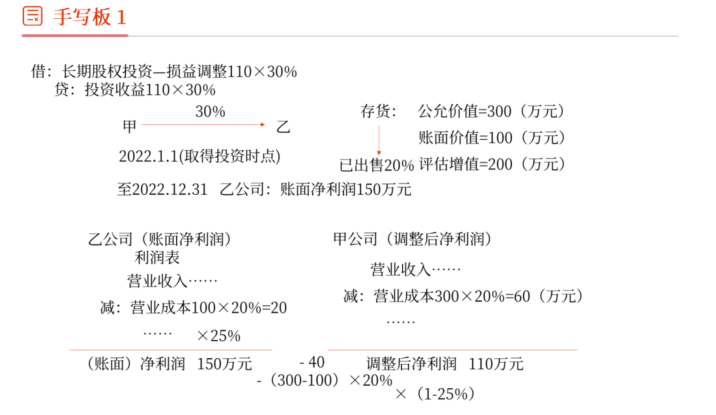 手写板 1
借：长期股权投资—损益调整110×30%
贷：投资收益110×30%
30%
甲 乙
2022.1.1(取得投资时点)
存货： 公允价值=300（万元）
账面价值=100（万元）
已出售20% 评估增值=200（万元）
至2022.12.31 乙公司：账面净利润150万元
乙公司（账面净利润）
利润表
营业收入……
减：营业成本100×20%=20
…… ×25%
（账面）净利润 150万元
甲公司（调整后净利润）
营业收入……
减：营业成本300×20%=60（万元）
……
- 40 调整后净利润 110万元
-（300-100）×20%
×（1-25%）